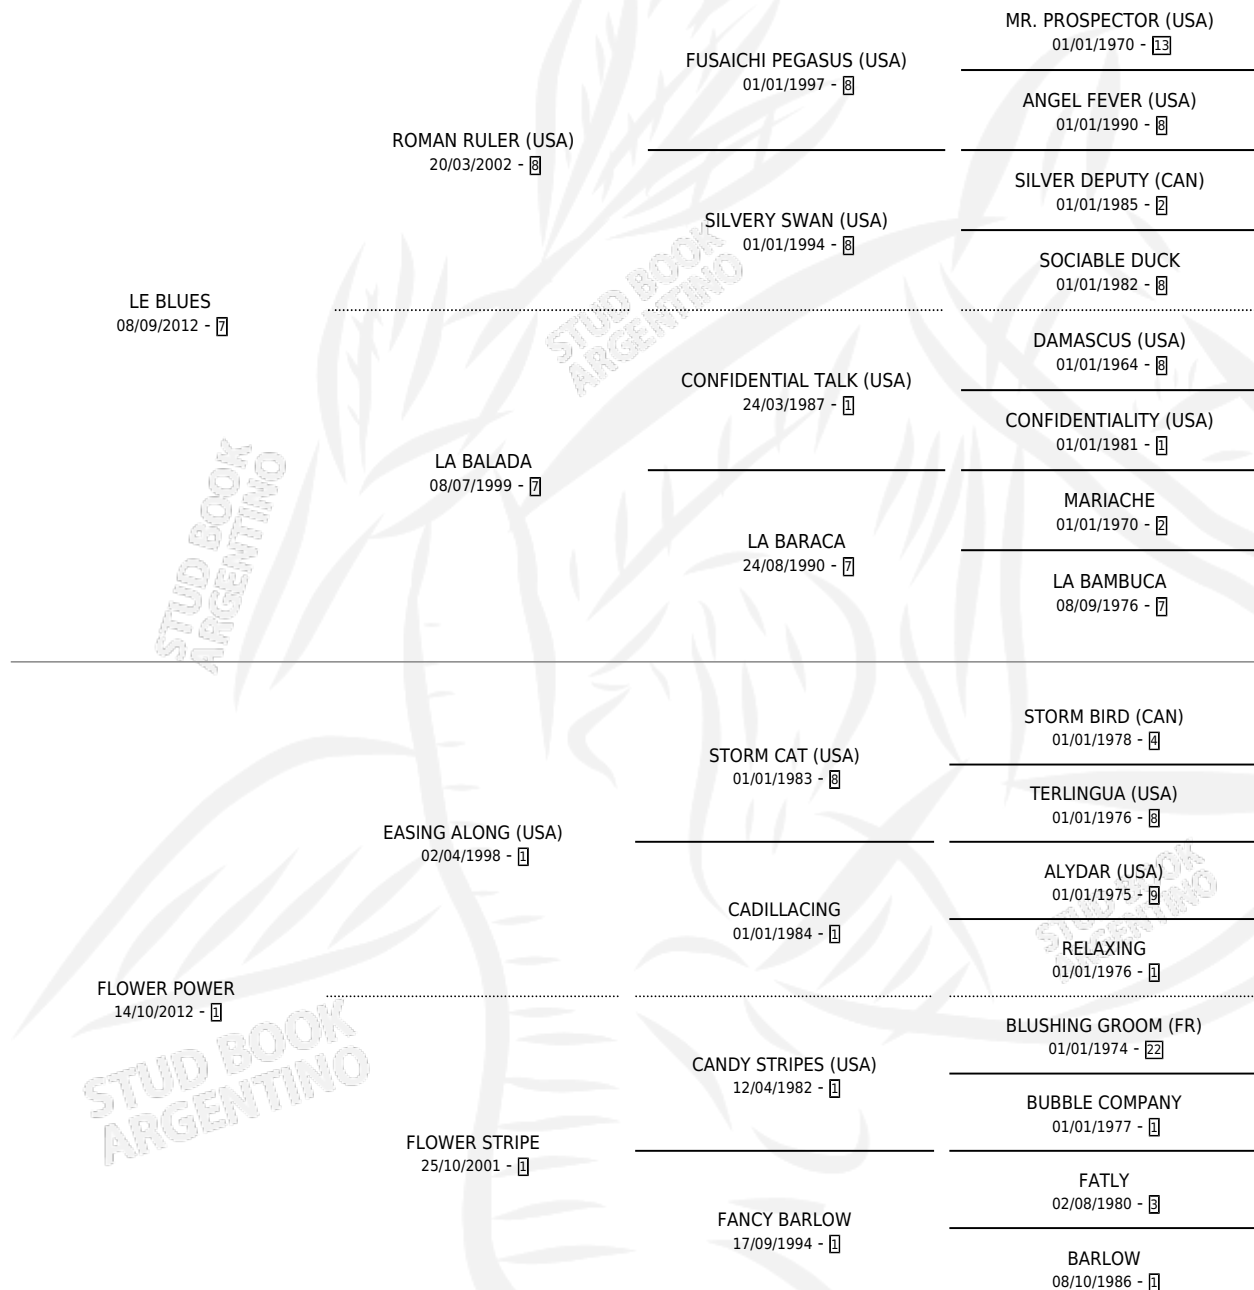 MR. PROSPECTOR (USA)
01/01/1970 - 13
FUSAICHI PEGASUS (USA)
01/01/1997 - 8
ANGEL FEVER (USA)
01/01/1990 - 8
ROMAN RULER (USA)
20/03/2002 - 8
SILVER DEPUTY (CAN)
01/01/1985 - 2
SILVERY SWAN (USA)
01/01/1994 - 8
SOCIABLE DUCK
01/01/1982 - 8
LE BLUES
08/09/2012 - 7
DAMASCUS (USA)
01/01/1964 - 8
CONFIDENTIAL TALK (USA)
24/03/1987 - 1
CONFIDENTIALITY (USA)
01/01/1981 - 1
LA BALADA
08/07/1999 - 7
MARIACHE
01/01/1970 - 2
LA BARACA
24/08/1990 - 7
LA BAMBUCA
08/09/1976 - 7
STORM BIRD (CAN)
01/01/1978 - 4
STORM CAT (USA)
01/01/1983 - 8
TERLINGUA (USA)
01/01/1976 - 8
EASING ALONG (USA)
02/04/1998 - 1
ALYDAR (USA)
01/01/1975 - 9
CADILLACING
01/01/1984 - 1
RELAXING
01/01/1976 - 1
FLOWER POWER
14/10/2012 - 1
BLUSHING GROOM (FR)
01/01/1974 - 22
CANDY STRIPES (USA)
12/04/1982 - 1
BUBBLE COMPANY
01/01/1977 - 1
FLOWER STRIPE
25/10/2001 - 1
FATLY
02/08/1980 - 3
FANCY BARLOW
17/09/1994 - 1
BARLOW
08/10/1986 - 1
STUD BOOK
ARGENTINO
STUD BOOK
ARGENTINO
STUD BOOK
ARGENTINO
STUD BOOK
ARGENTINO